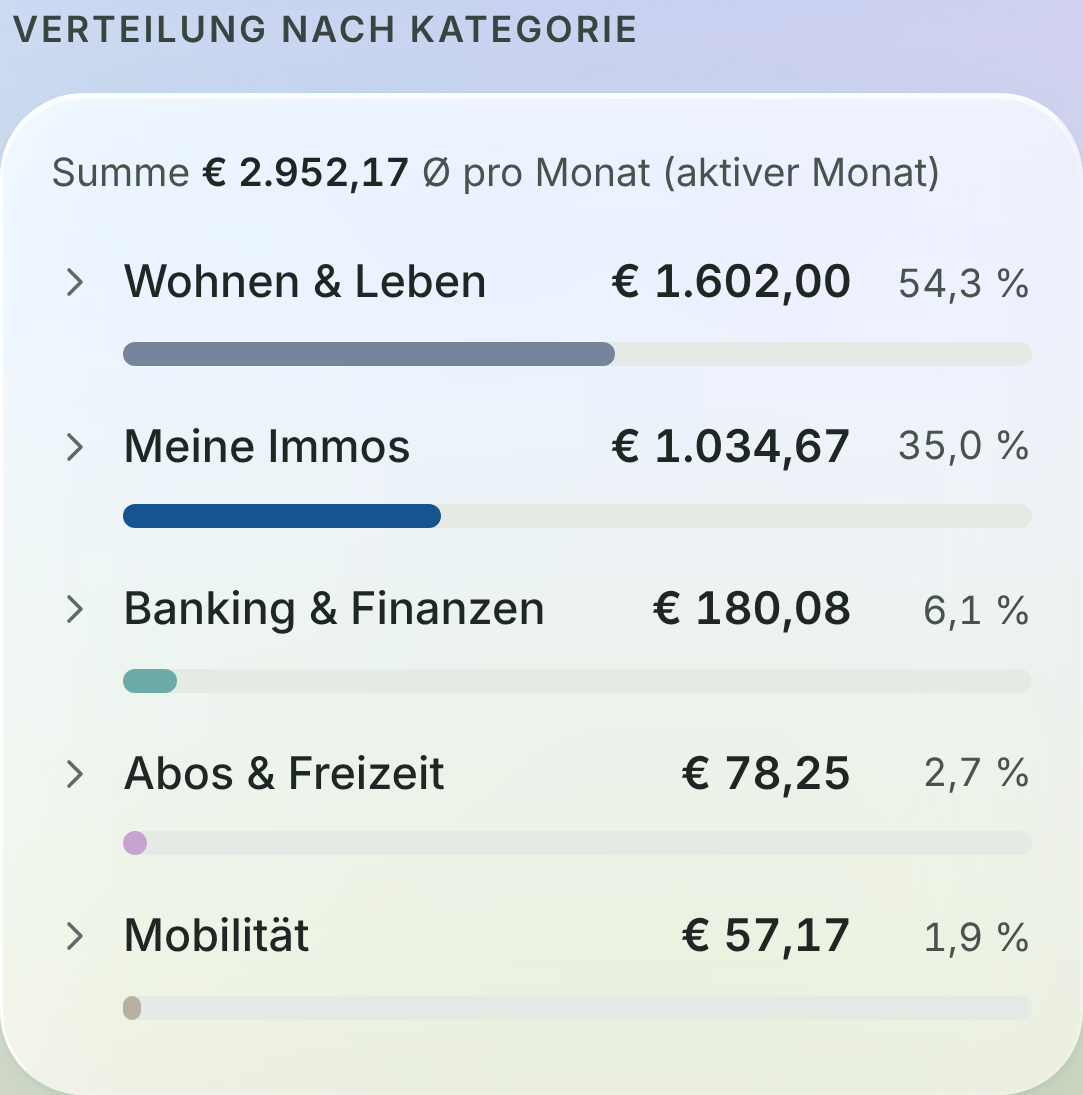 VERTEILUNG NACH KATEGORIE
Summe € 2.952,17 Ø pro Monat (aktiver Monat)
Wohnen & Leben € 1.602,00 54,3 %
Meine Immos € 1.034,67 35,0 %
Banking & Finanzen € 180,08 6,1 %
Abos & Freizeit € 78,25 2,7 %
Mobilität € 57,17 1,9 %